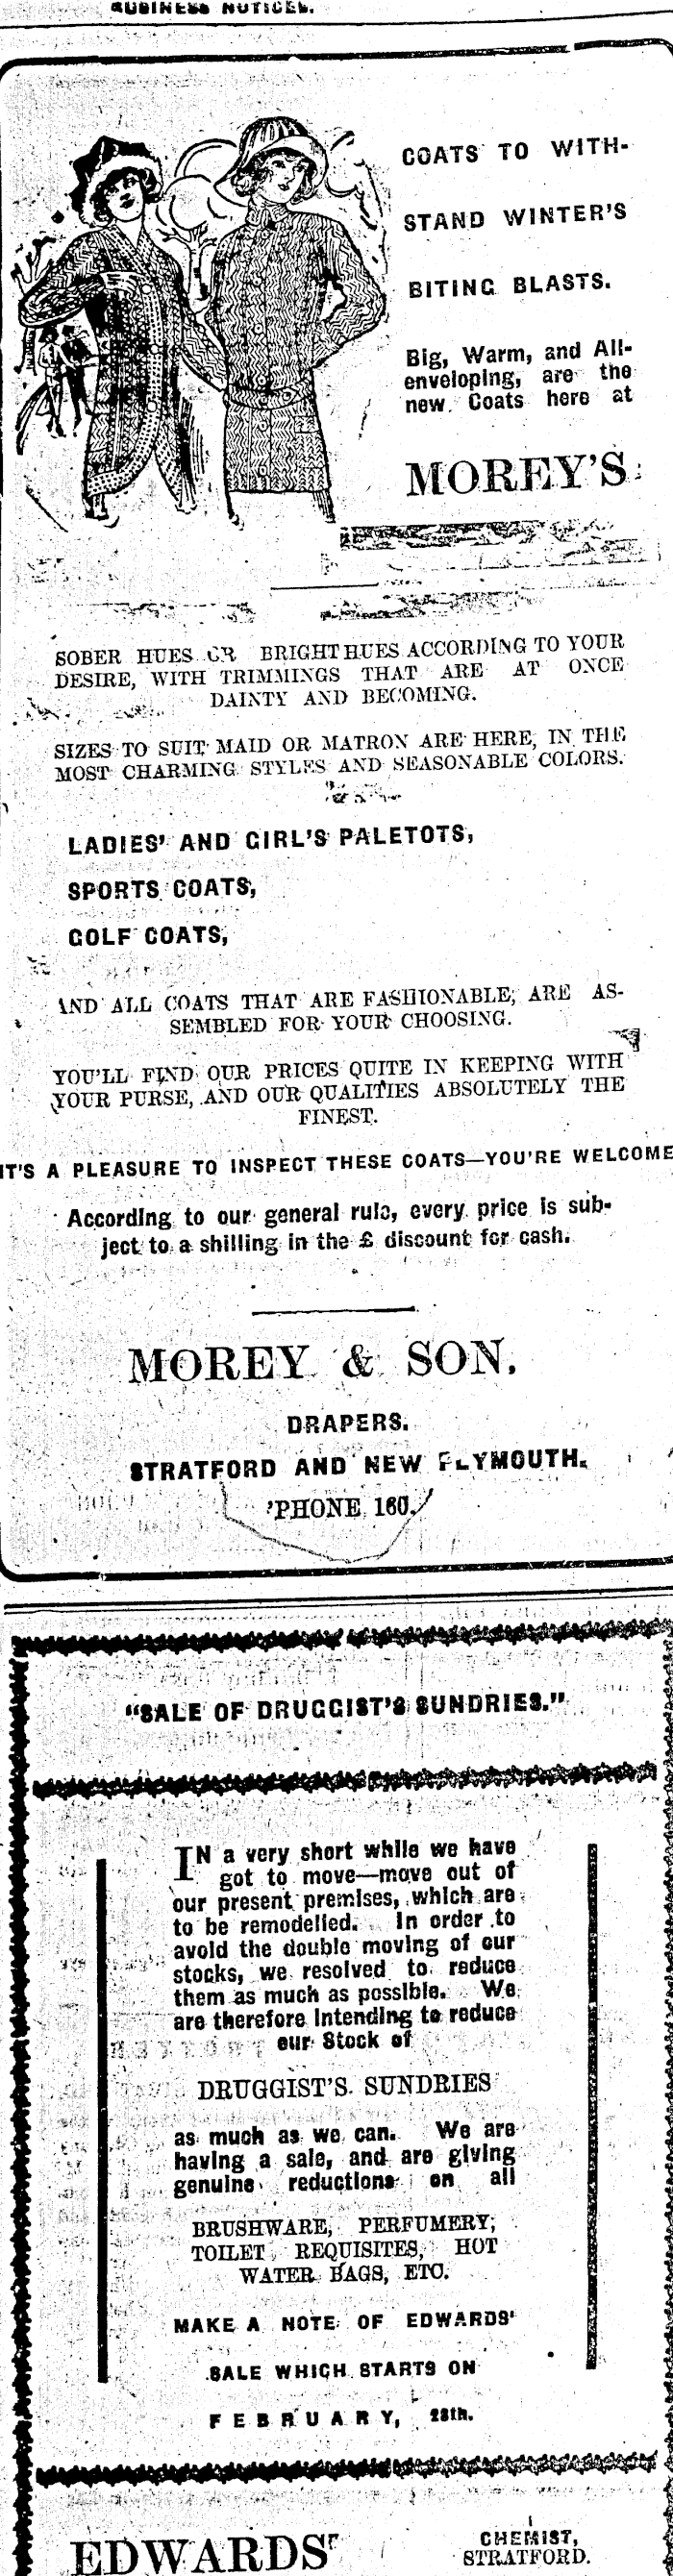 BUSINESS NOTICES.
COATS TO WITH-
STAND WINTER'S
BITING BLASTS.
Big, Warm, and All-
enveloping, are the
new Coats here at
MOREY'S
SOBER HUES OR BRIGHT HUES ACCORDING TO YOUR
DESIRE, WITH TRIMMINGS THAT ARE AT ONCE
DAINTY AND BECOMING.
SIZES TO SUIT MAID OR MATRON ARE HERE, IN THE
MOST CHARMING STYLES AND SEASONABLE COLORS.
LADIES' AND GIRL'S PALETOTS,
SPORTS COATS,
GOLF COATS,
AND ALL COATS THAT ARE FASHIONABLE, ARE AS-
SEMBLED FOR YOUR CHOOSING.
YOU'LL FIND OUR PRICES QUITE IN KEEPING WITH
YOUR PURSE, AND OUR QUALITIES ABSOLUTELY THE
FINEST.
IT'S A PLEASURE TO INSPECT THESE COATS—YOU'RE WELCOME
According to our general rule, every price is sub-
ject to a shilling in the £ discount for cash.
MOREY & SON,
DRAPERS.
STRATFORD AND NEW PLYMOUTH.
'PHONE 160.
"SALE OF DRUGGIST'S SUNDRIES."
IN a very short while we have
got to move—move out of
our present premises, which are
to be remodelled. In order to
avoid the double moving of our
stocks, we resolved to reduce
them as much as possible. We
are therefore intending to reduce
our Stock of
DRUGGIST'S SUNDRIES
as much as we can. We are
having a sale, and are giving
genuine reductions on all
BRUSHWARE, PERFUMERY,
TOILET REQUISITES, HOT
WATER BAGS, ETC.
MAKE A NOTE OF EDWARDS'
SALE WHICH STARTS ON
FEBRUARY,
EDWARDS'
CHEMIST,
STRATFORD.